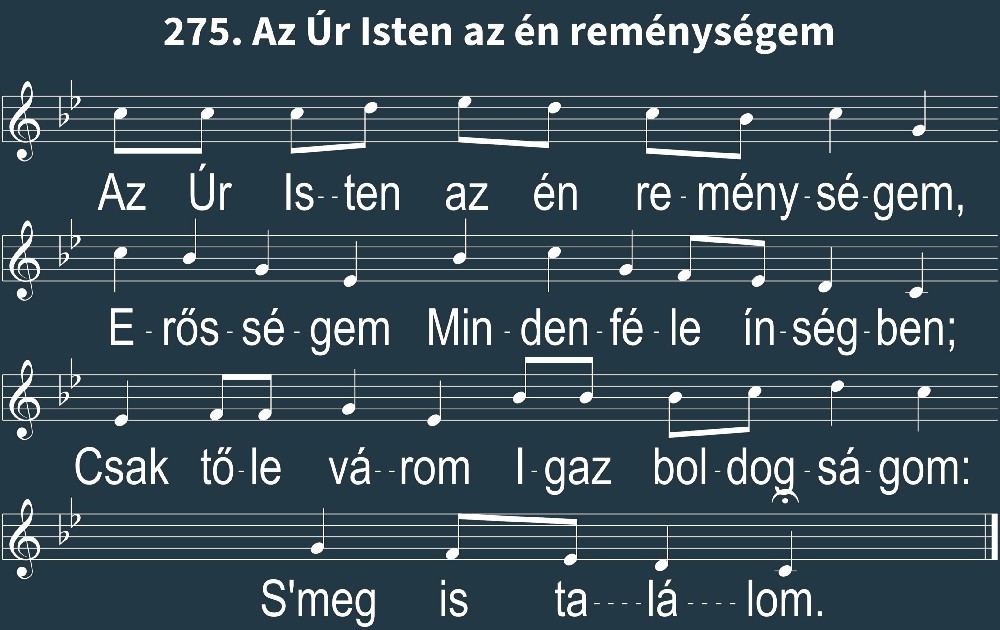 275. Az Úr Isten az én reménységem
Az Úr Is--ten az én re-mény-sé-gem,
E-rős-sé-gem Min-den-fé-le ín-ség-ben;
Csak tő-le vá--rom I-gaz bol-dog-sá-gom:
S'meg is ta----lá----lom.